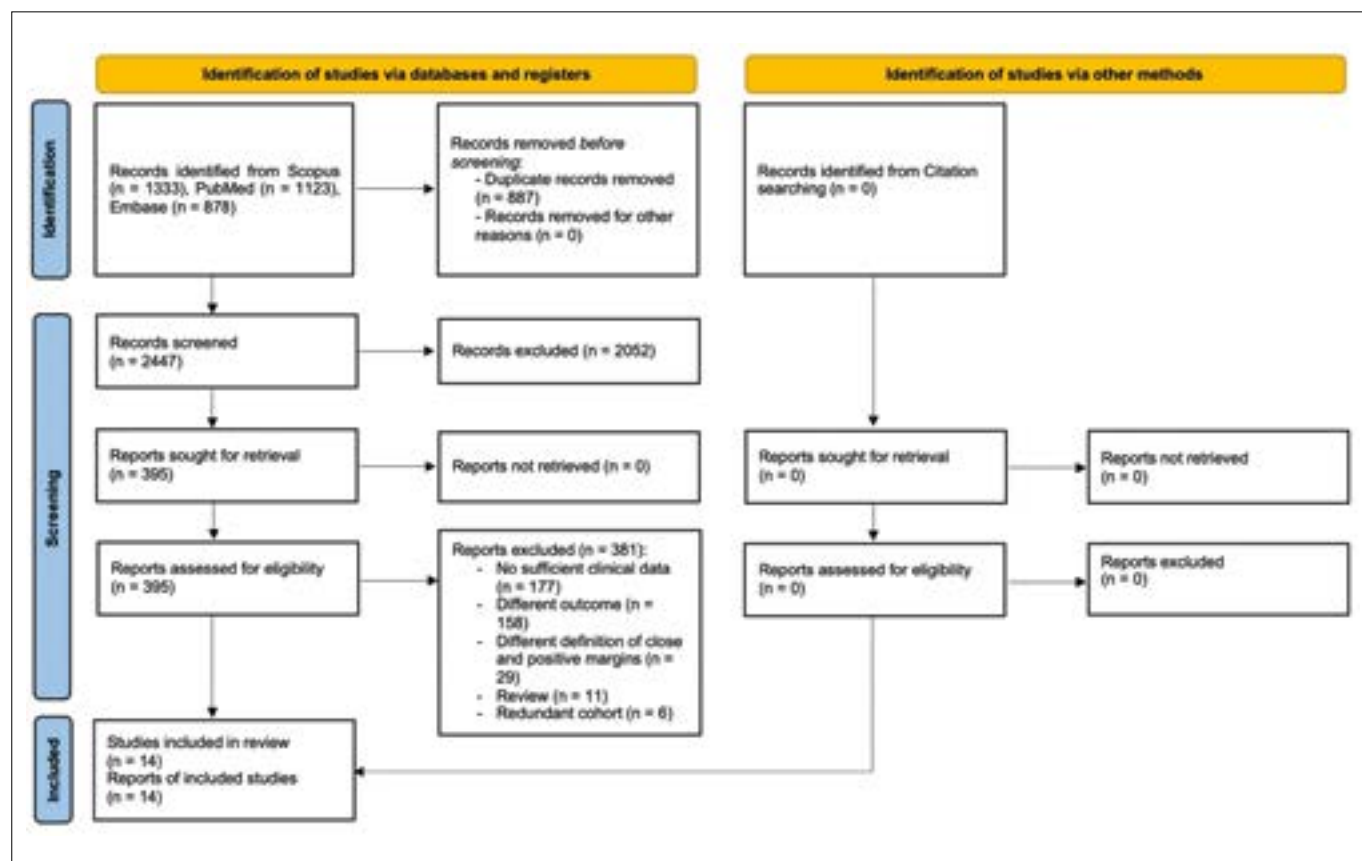 Identification of studies via databases and registers
Identification of studies via other methods
Identification
Records identified from Scopus
(n = 1333), PubMed (n = 1123),
Embase (n = 878)
Records removed before
screening:
- Duplicate records removed
(n = 887)
- Records removed for other
reasons (n = 0)
Records identified from Citation
searching (n = 0)
Screening
Records screened
(n = 2447)
Records excluded (n = 2052)
Reports sought for retrieval
(n = 395)
Reports not retrieved (n = 0)
Reports sought for retrieval
(n = 0)
Reports not retrieved
(n = 0)
Reports assessed for eligibility
(n = 395)
Reports excluded (n = 381):
- No sufficient clinical data
(n = 177)
- Different outcome (n =
158)
- Different definition of close
and positive margins (n =
29)
- Review (n = 11)
- Redundant cohort (n = 6)
Reports assessed for eligibility
(n = 0)
Reports excluded
(n = 0)
Included
Studies included in review
(n = 14)
Reports of included studies
(n = 14)